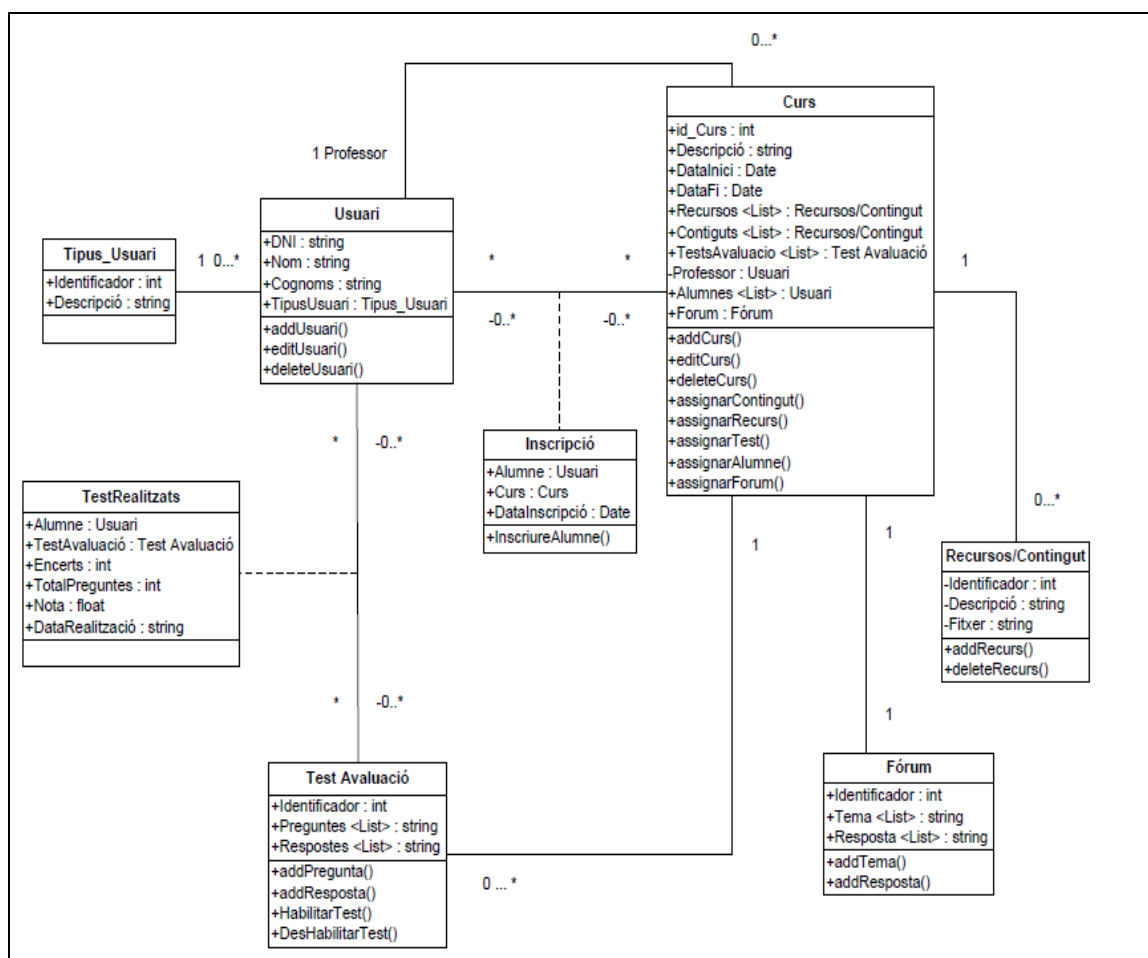 0...*
1 Professor
Curs
+id_Curs : int
+Descripció : string
+DataInici : Date
+DataFi : Date
+Recursos <List> : Recursos/Contingut
+Contiguts <List> : Recursos/Contingut
+TestsAvaluacio <List> : Test Avaluació
-Professor : Usuari
+Alumnes <List> : Usuari
+Forum : Fórum
+addCurs()
+editCurs()
+deleteCurs()
+assignarContingut()
+assignarRecurs()
+assignarTest()
+assignarAlumne()
+assignarForum()
Usuari
+DNI : string
+Nom : string
+Cognoms : string
+TipusUsuari : Tipus_Usuari
+addUsuari()
+editUsuari()
+deleteUsuari()
Tipus_Usuari
+Identificador : int
+Descripció : string
1 0...*
* *
-0..* -0..*
1
* -0..*
Inscripció
+Alumne : Usuari
+Curs : Curs
+DataInscripció : Date
+InscriureAlumne()
TestRealitzats
+Alumne : Usuari
+TestAvaluació : Test Avaluació
+Encerts : int
+TotalPreguntes : int
+Nota : float
+DataRealització : string
0...*
1
1
Recursos/Contingut
-Identificador : int
-Descripció : string
-Fitxer : string
+addRecurs()
+deleteRecurs()
* -0..*
1
Test Avaluació
+Identificador : int
+Preguntes <List> : string
+Respostes <List> : string
+addPregunta()
+addResposta()
+HabilitarTest()
+DesHabilitarTest()
0 ... *
Fórum
+Identificador : int
+Tema <List> : string
+Resposta <List> : string
+addTema()
+addResposta()